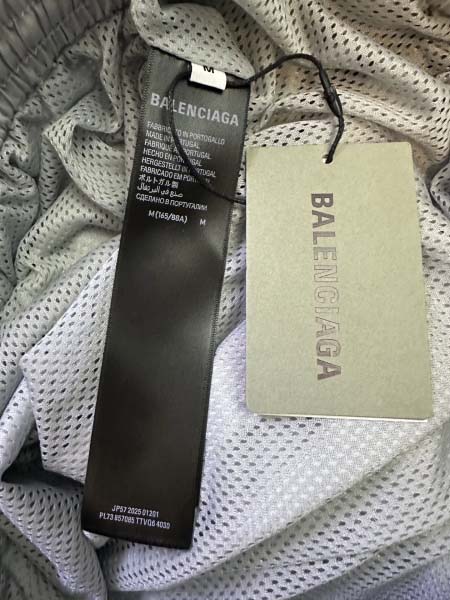 M
BALENCIAGA
FABBRICATO IN PORTOGALLO
MADE IN PORTUGAL
FABRIQUÉ AU PORTUGAL
HECHO EN PORTUGAL
HERGESTELLT IN PORTUGAL
FABRICADO EM PORTUGAL
ポルトガル製
صنع في البرتغال
СДЕЛАНО В ПОРТУГАЛИИ
M (165/88A) M
JP57 2025 01201
PL73 857085 TTVQ6 4030
BALENCIAGA